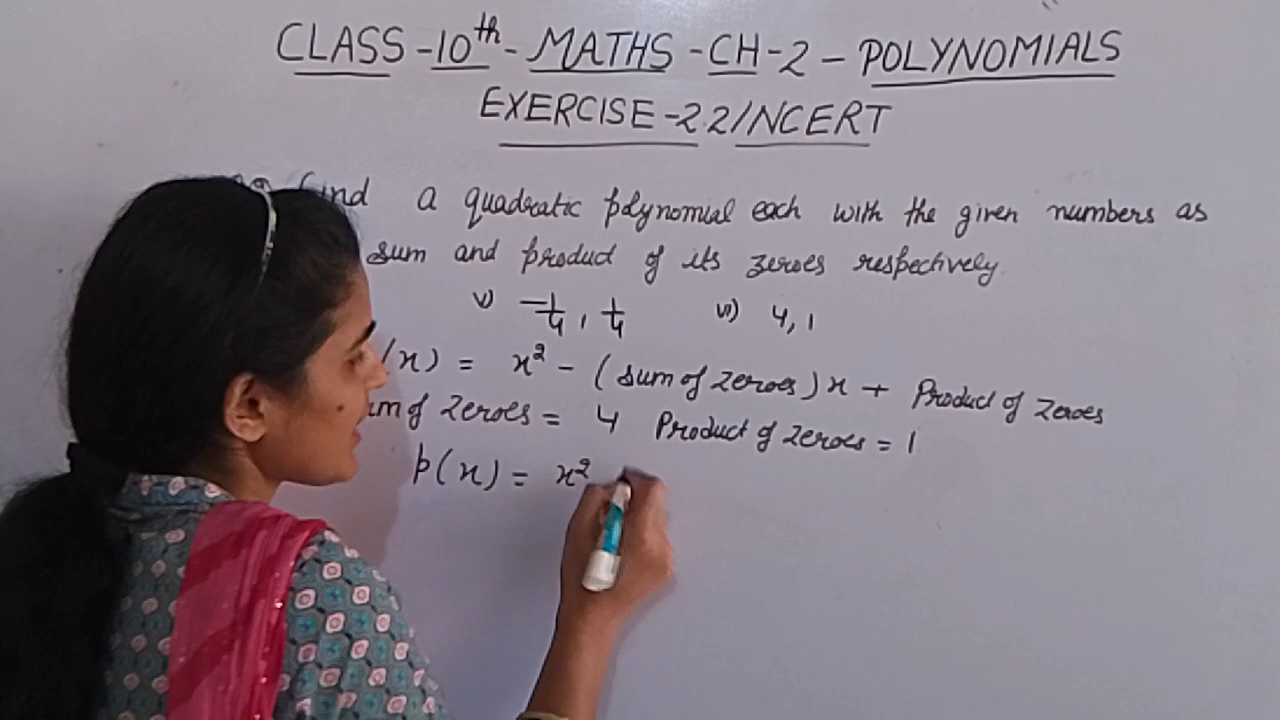 CLASS-10th-MATHS-CH-2-POLYNOMIALS
EXERCISE-2.2/NCERT
find a quadratic polynomial each with the given numbers as
sum and product of its zeroes respectively.
v) -1/4, 1/4 vi) 4, 1
(x) = x² - (sum of zeroes)x + Product of zeroes
um of zeroes = 4 Product of zeroes = 1
p(x) = x²